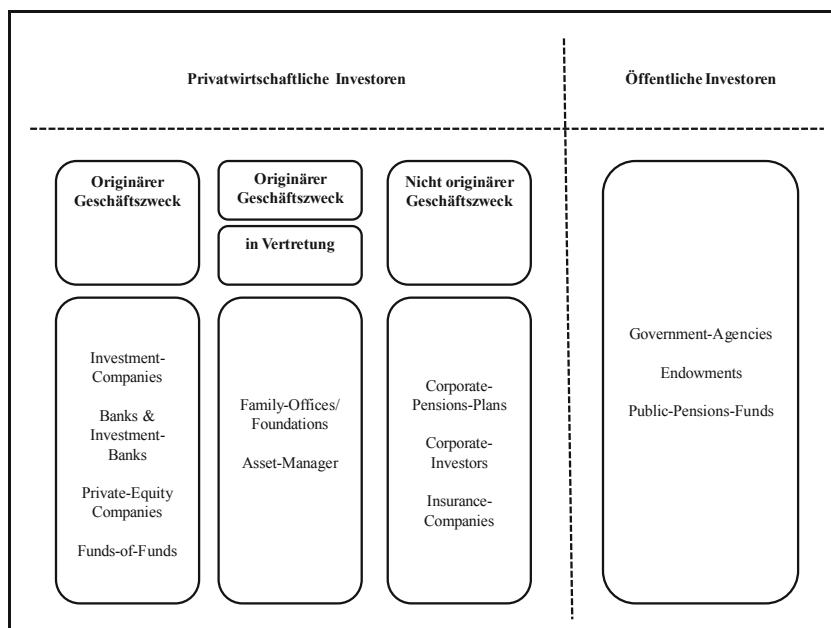 Privatwirtschaftliche Investoren
Öffentliche Investoren
Originärer
Geschäftszweck
Originärer
Geschäftszweck
in Vertretung
Nicht originärer
Geschäftszweck
Investment-
Companies
Banks &
Investment-
Banks
Private-Equity
Companies
Funds-of-Funds
Family-Offices/
Foundations
Asset-Manager
Corporate-
Pensions-Plans
Corporate-
Investors
Insurance-
Companies
Government-Agencies
Endowments
Public-Pensions-Funds